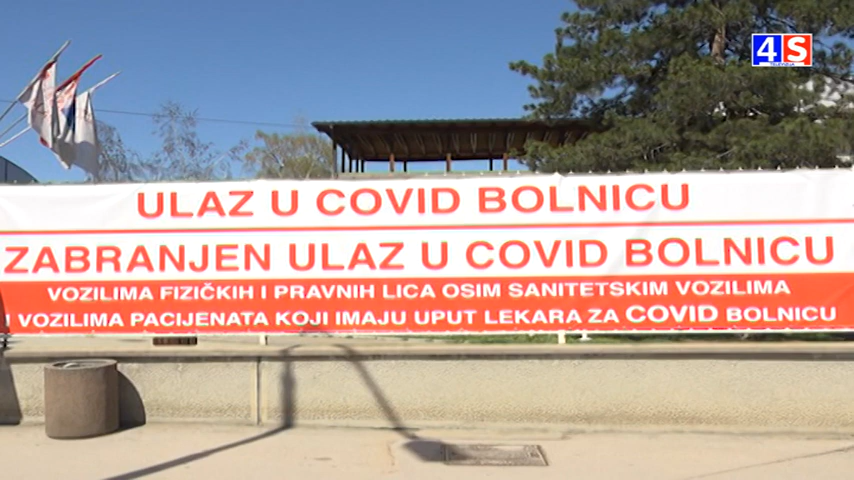 4S
ULAZ U COVID BOLNICU
ZABRANJEN ULAZ U COVID BOLNICU
VOZILIMA FIZIČKIH I PRAVNIH LICA OSIM SANITETSKIM VOZILIMA
I VOZILIMA PACIJENATA KOJI IMAJU UPUT LEKARA ZA COVID BOLNICU